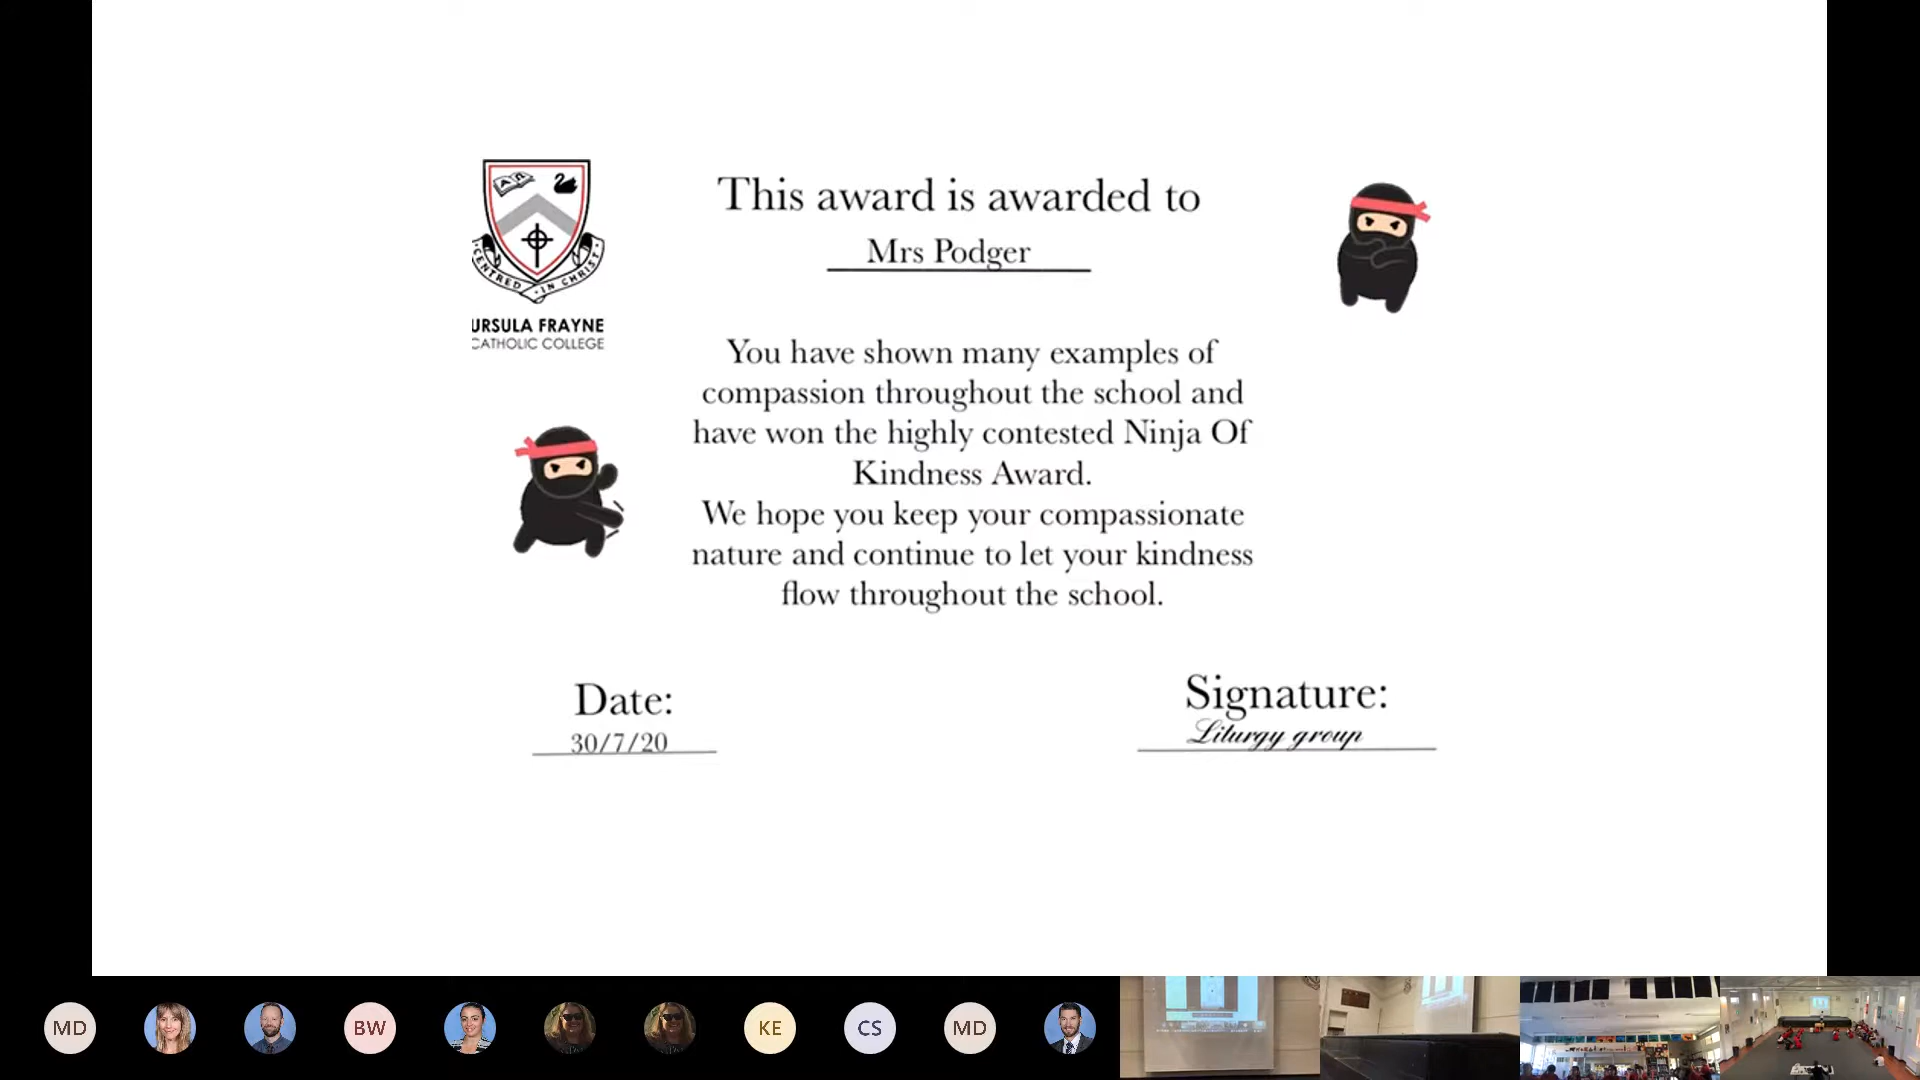 This award is awarded to
Mrs Podger
CENTRED IN CHRIST
URSULA FRAYNE
CATHOLIC COLLEGE
You have shown many examples of
compassion throughout the school and
have won the highly contested Ninja Of
Kindness Award.
We hope you keep your compassionate
nature and continue to let your kindness
flow throughout the school.
Date:
30/7/20
Signature:
Liturgy group
MD
BW
KE
CS
MD